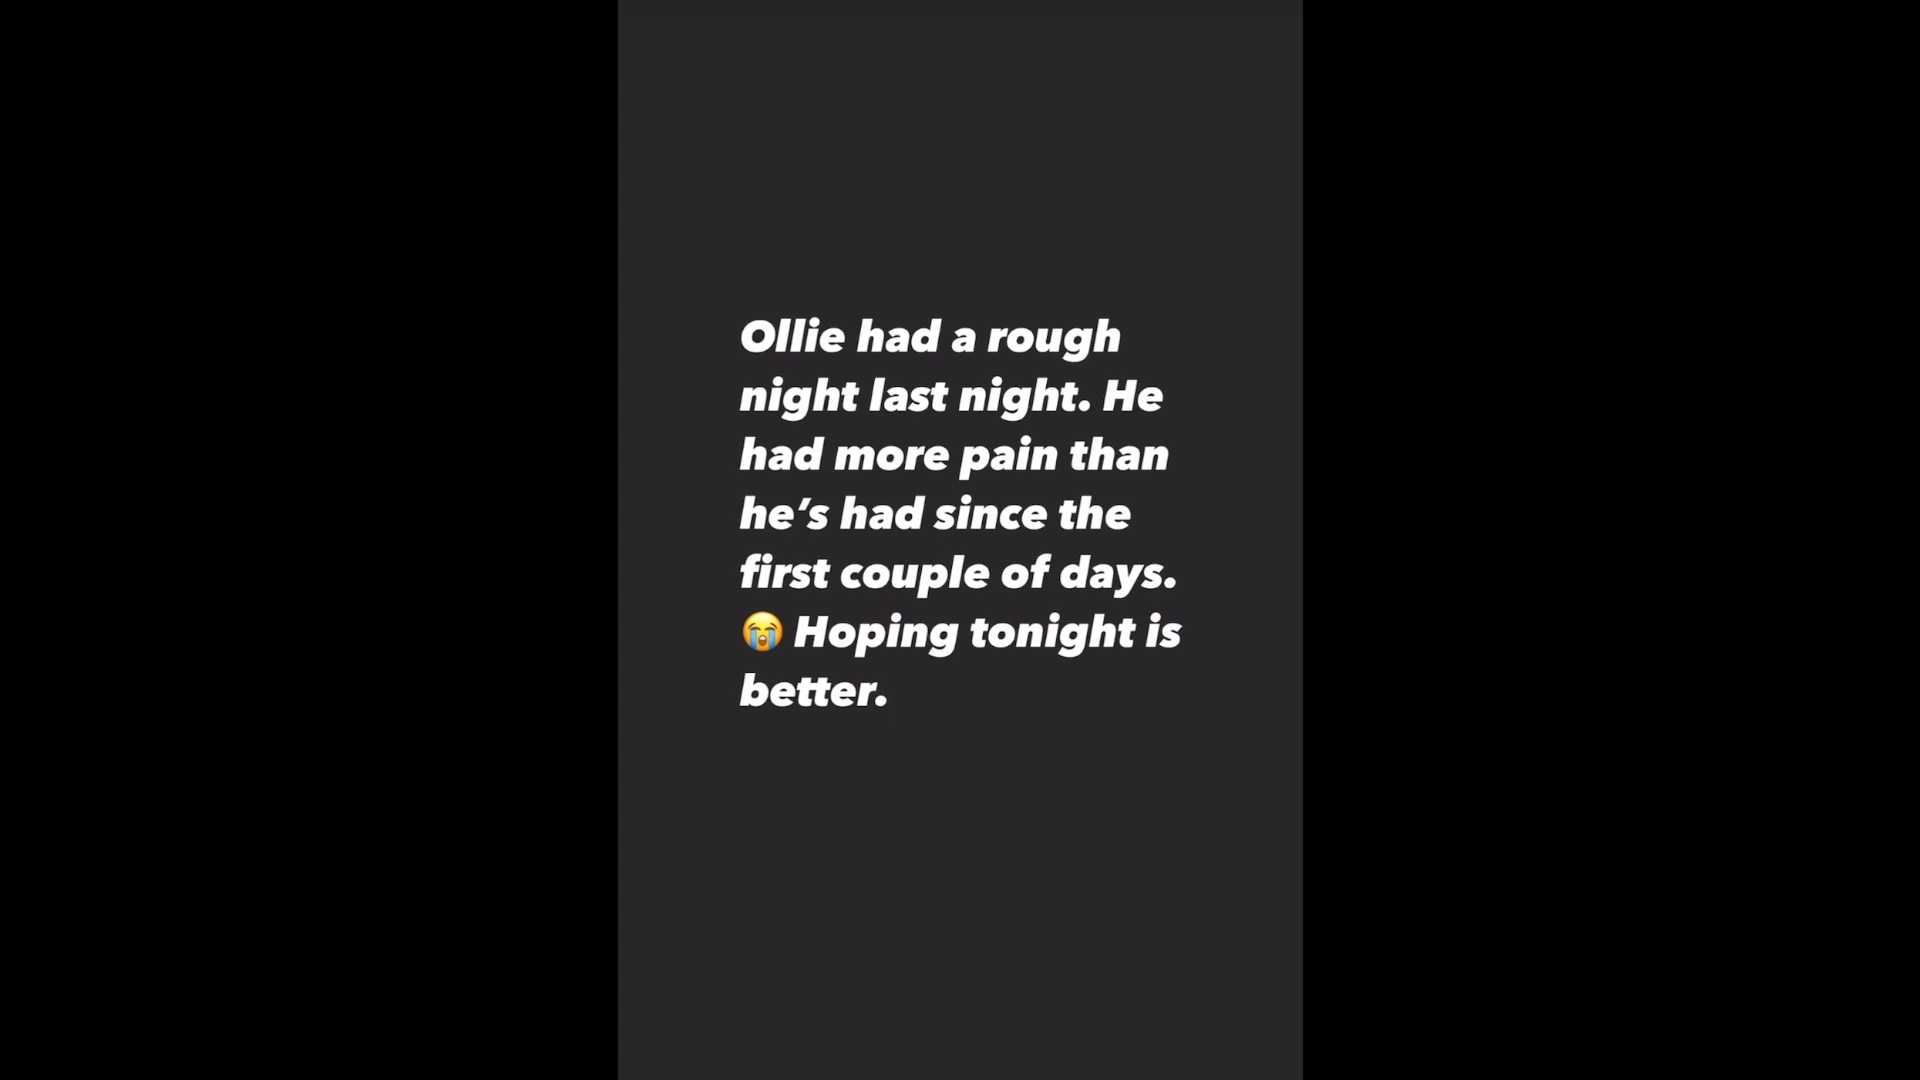 Ollie had a rough
night last night. He
had more pain than
he’s had since the
first couple of days.
😭 Hoping tonight is
better.